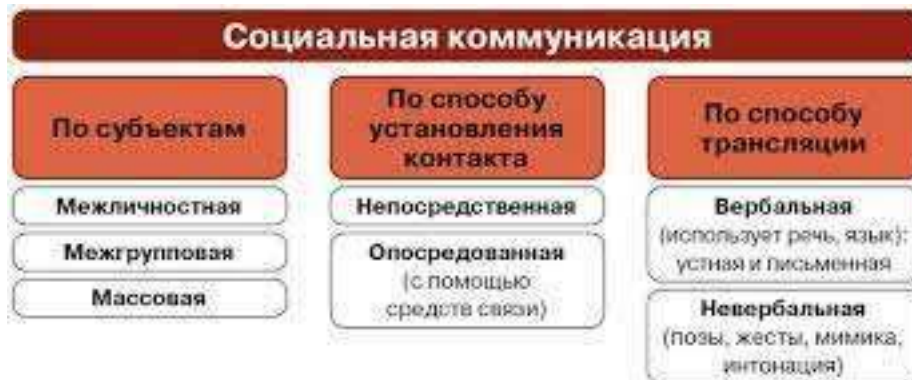 Социальная коммуникация
По субъектам
Межличностная
Межгрупповая
Массовая
По способу
установления
контакта
Непосредственная
Опосредованная
(с помощью
средств связи)
По способу
трансляции
Вербальная
(использует речь, язык):
устная и письменная
Невербальная
(позы, жесты, мимика,
интонация)